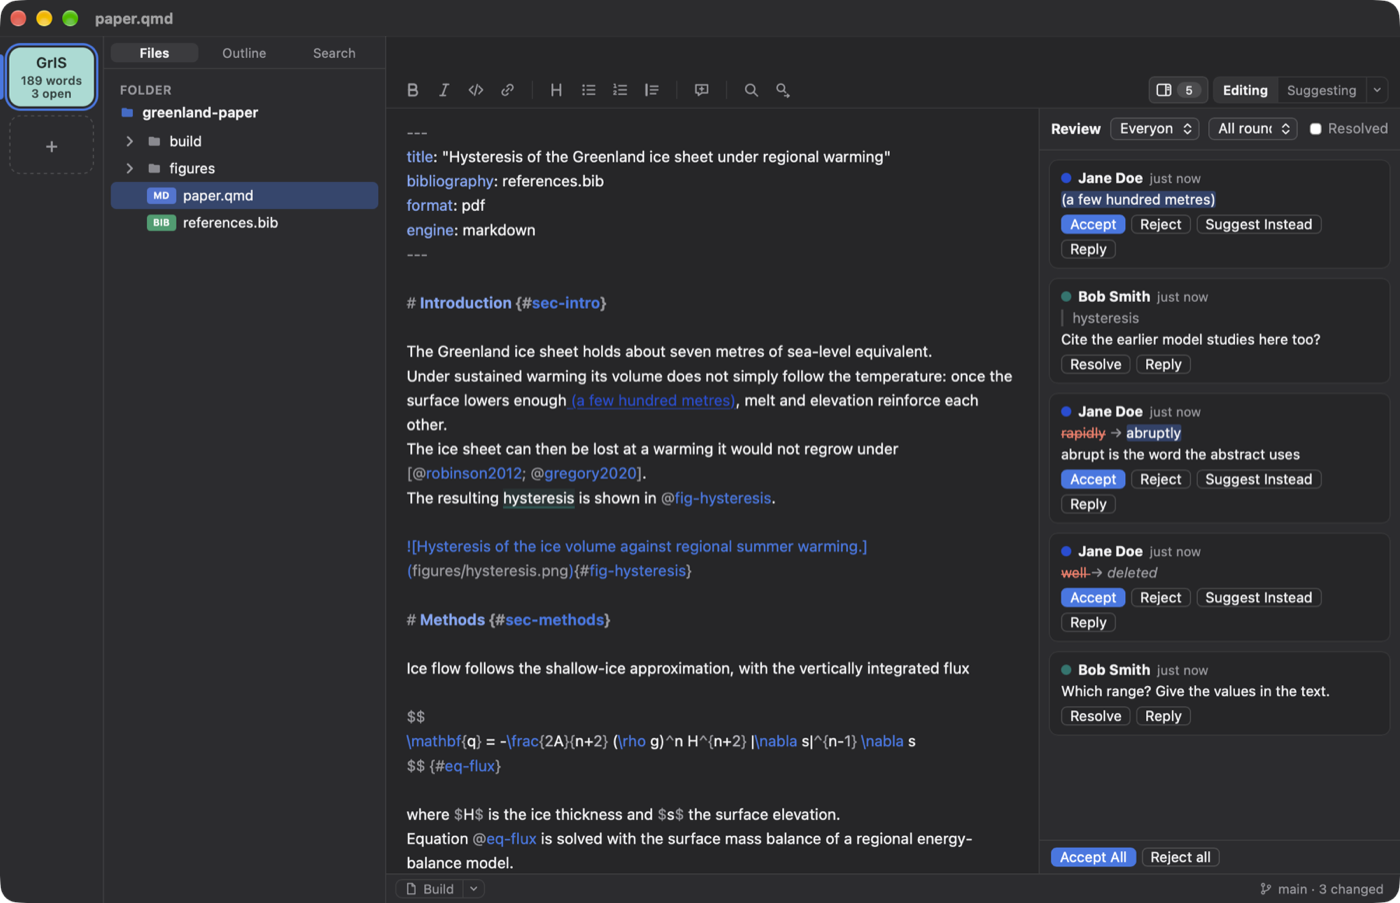 paper.qmd
GrIS
189 words
3 open
+
Files Outline Search
FOLDER
greenland-paper
build
figures
MD paper.qmd
BIB references.bib
B I </> H
5 Editing Suggesting
---
title: "Hysteresis of the Greenland ice sheet under regional warming"
bibliography: references.bib
format: pdf
engine: markdown
---
# Introduction {#sec-intro}
The Greenland ice sheet holds about seven metres of sea-level equivalent.
Under sustained warming its volume does not simply follow the temperature: once the
surface lowers enough (a few hundred metres), melt and elevation reinforce each
other.
The ice sheet can then be lost at a warming it would not regrow under
[@robinson2012; @gregory2020].
The resulting hysteresis is shown in @fig-hysteresis.
![Hysteresis of the ice volume against regional summer warming.]
(figures/hysteresis.png){#fig-hysteresis}
# Methods {#sec-methods}
Ice flow follows the shallow-ice approximation, with the vertically integrated flux
$$
\mathbf{q} = -\frac{2A}{n+2} (\rho g)^n H^{n+2} |\nabla s|^{n-1} \nabla s
$$ {#eq-flux}
where $H$ is the ice thickness and $s$ the surface elevation.
Equation @eq-flux is solved with the surface mass balance of a regional energy-
balance model.
Review Everyon All roun Resolved
Jane Doe just now
(a few hundred metres)
Accept Reject Suggest Instead
Reply
Bob Smith just now
hysteresis
Cite the earlier model studies here too?
Resolve Reply
Jane Doe just now
rapidly → abruptly
abrupt is the word the abstract uses
Accept Reject Suggest Instead
Reply
Jane Doe just now
well → deleted
Accept Reject Suggest Instead
Reply
Bob Smith just now
Which range? Give the values in the text.
Resolve Reply
Accept All Reject all
Build
main · 3 changed